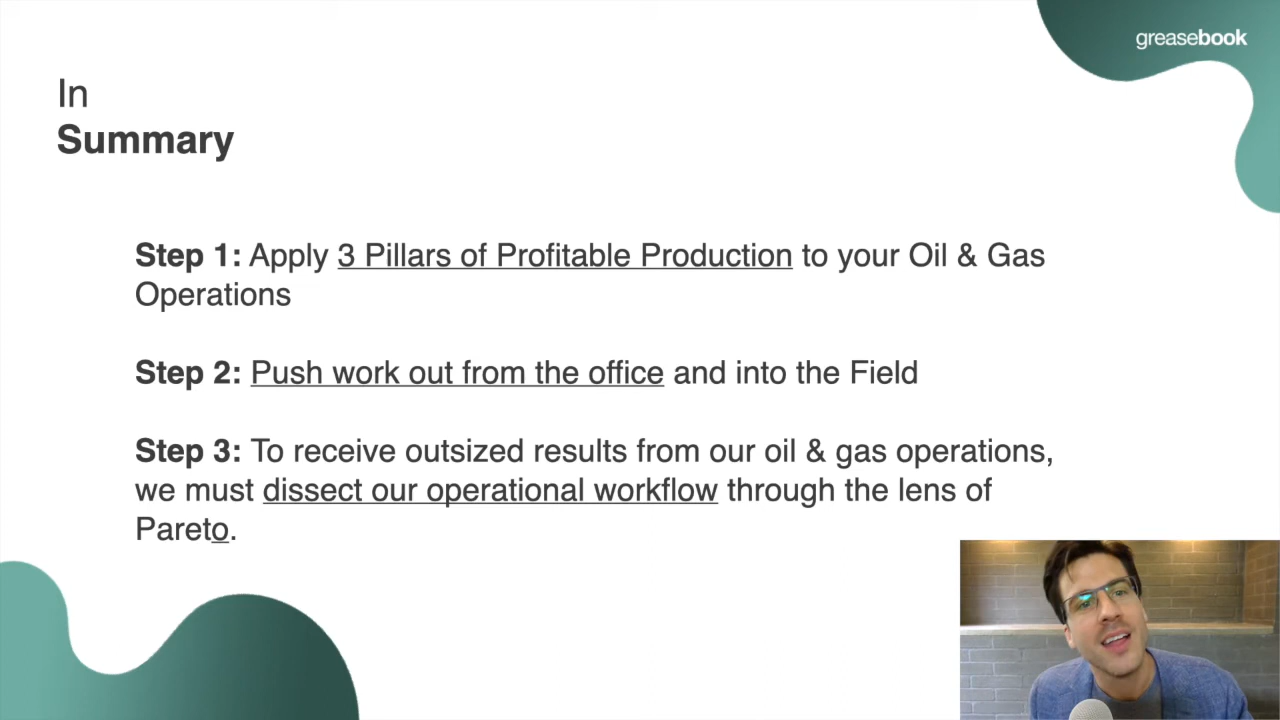 greasebook
In
Summary
Step 1: Apply 3 Pillars of Profitable Production to your Oil & Gas
Operations
Step 2: Push work out from the office and into the Field
Step 3: To receive outsized results from our oil & gas operations,
we must dissect our operational workflow through the lens of
Pareto.